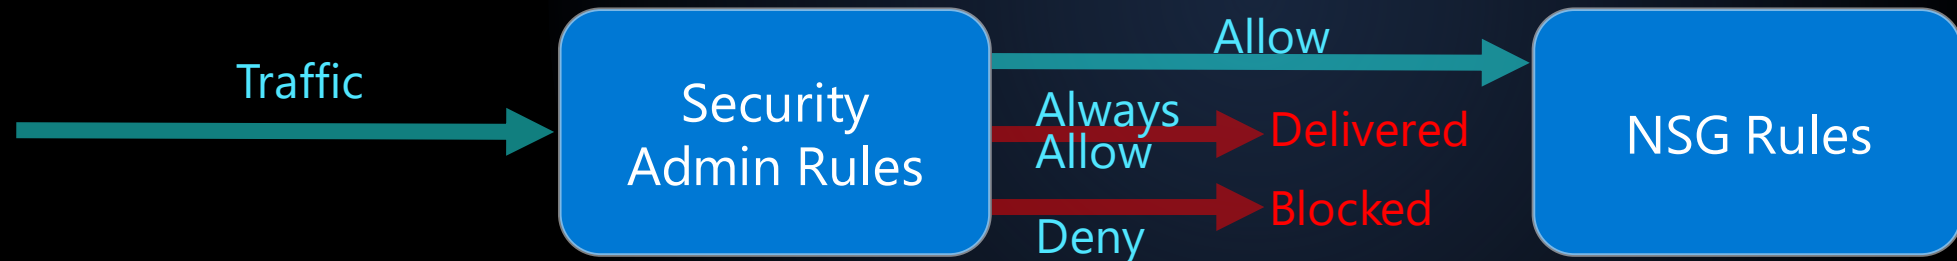 Traffic
Security
Admin Rules
Allow
Always
Allow
Delivered
Deny
Blocked
NSG Rules